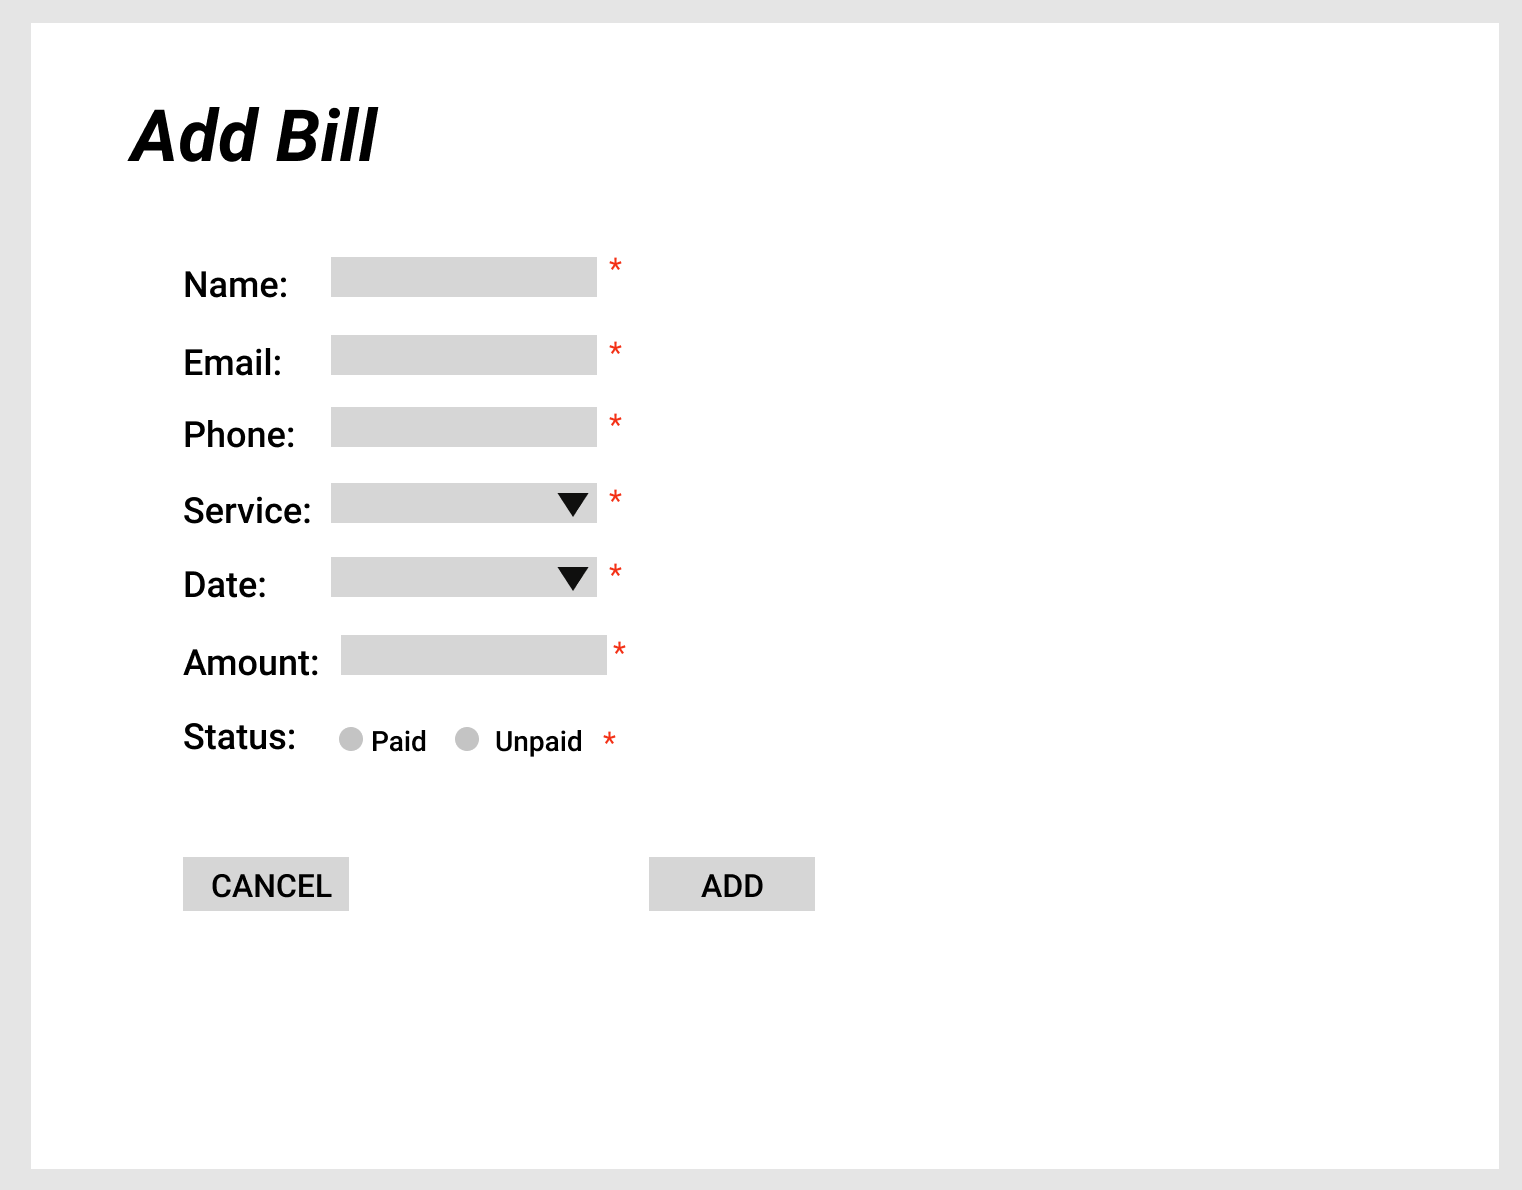 Add Bill
Name: *
Email: *
Phone: *
Service: *
Date: *
Amount: *
Status: Paid Unpaid *
CANCEL ADD